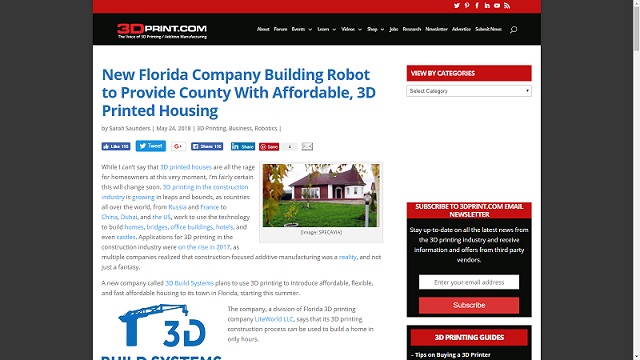 3DPRINT.COM
The Voice of 3D Printing / Additive Manufacturing
About Forum Events Learn Videos Shop Jobs Research Newsletter Advertise Submit News
New Florida Company Building Robot
to Provide County With Affordable, 3D
Printed Housing
by Sarah Saunders | May 24, 2018 | 3D Printing, Business, Robotics |
Like 110 Tweet G+ Share 110 Share Save 4
While I can't say that 3D printed houses are all the rage
for homeowners at this very moment, I'm fairly certain
this will change soon. 3D printing in the construction
industry is growing in leaps and bounds, as countries
all over the world, from Russia and France to
China, Dubai, and the US, work to use the technology
to build homes, bridges, office buildings, hotels, and
even castles. Applications for 3D printing in the
construction industry were on the rise in 2017, as
multiple companies realized that construction-focused additive manufacturing was a reality, and not
just a fantasy.
[Image: SPECAVIA]
A new company called 3D Build Systems plans to use 3D printing to introduce affordable, flexible,
and fast affordable housing to its town in Florida, starting this summer.
3D
BUILD SYSTEMS
The company, a division of Florida 3D printing
company LiteWorld LLC, says that its 3D printing
construction process can be used to build a home in
only hours.
VIEW BY CATEGORIES
Select Category
SUBSCRIBE TO 3DPRINT.COM EMAIL
NEWSLETTER
Stay up-to-date on all the latest news from
the 3D printing industry and receive
information and offers from third party
vendors.
Enter your email address
Subscribe
3D PRINTING GUIDES
- Tips on Buying a 3D Printer